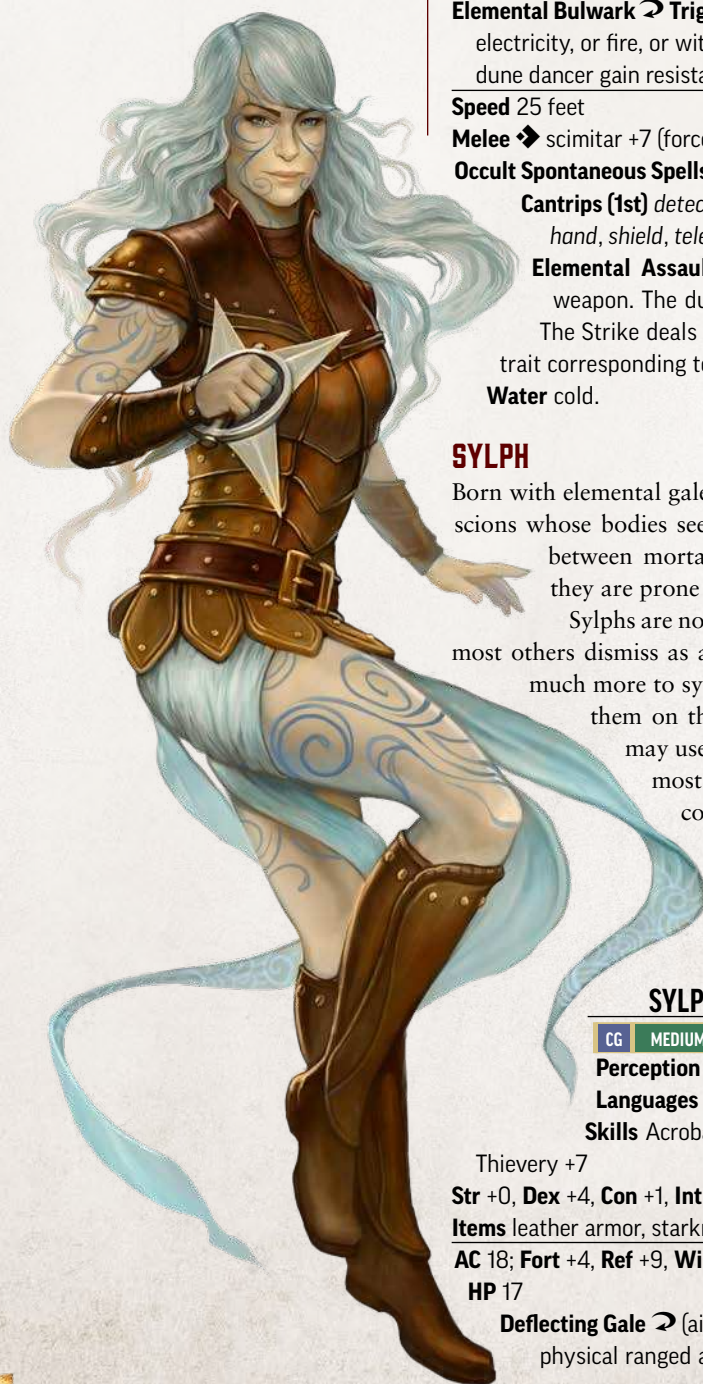 Elemental Bulwark Trig
electricity, or fire, or wit
dune dancer gain resista
Speed 25 feet
Melee scimitar +7 (forc
Occult Spontaneous Spells
Cantrips (1st) detec
hand, shield, tele
Elemental Assaul
weapon. The du
The Strike deals
trait corresponding to
Water cold.
SYLPH
Born with elemental gale
scions whose bodies see
between morta
they are prone
Sylphs are no
most others dismiss as a
much more to sy
them on th
may use
most
co
SYLP
CG MEDIUM
Perception
Languages
Skills Acroba
Thievery +7
Str +0, Dex +4, Con +1, Int
Items leather armor, starkn
AC 18; Fort +4, Ref +9, Wi
HP 17
Deflecting Gale (ai
physical ranged a